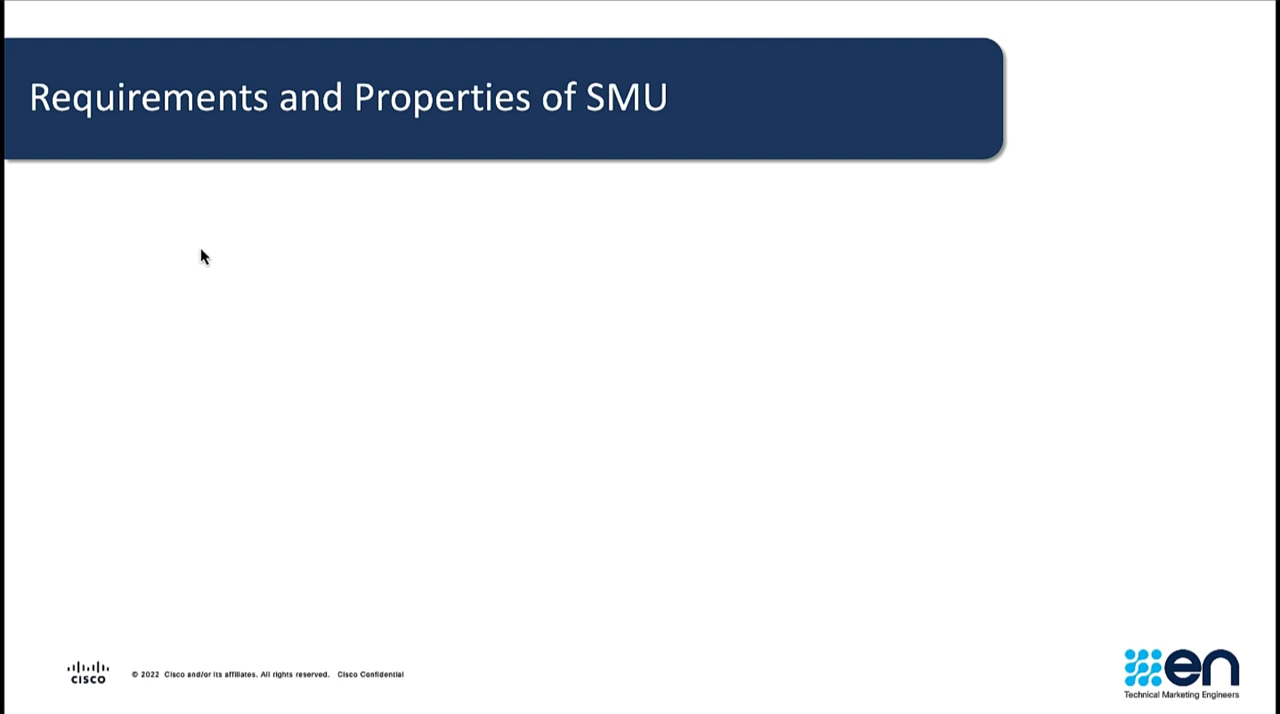 Requirements and Properties of SMU
CISCO
© 2022 Cisco and/or its affiliates. All rights reserved. Cisco Confidential
en
Technical Marketing Engineers